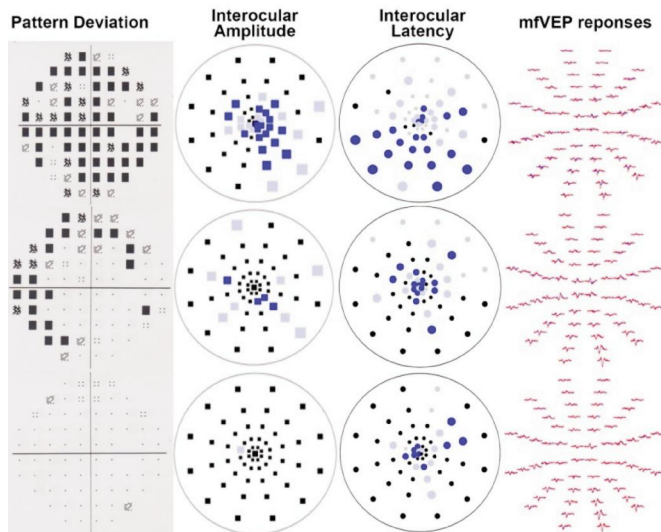 Pattern Deviation
Interocular
Amplitude
Interocular
Latency
mfVEP reponses